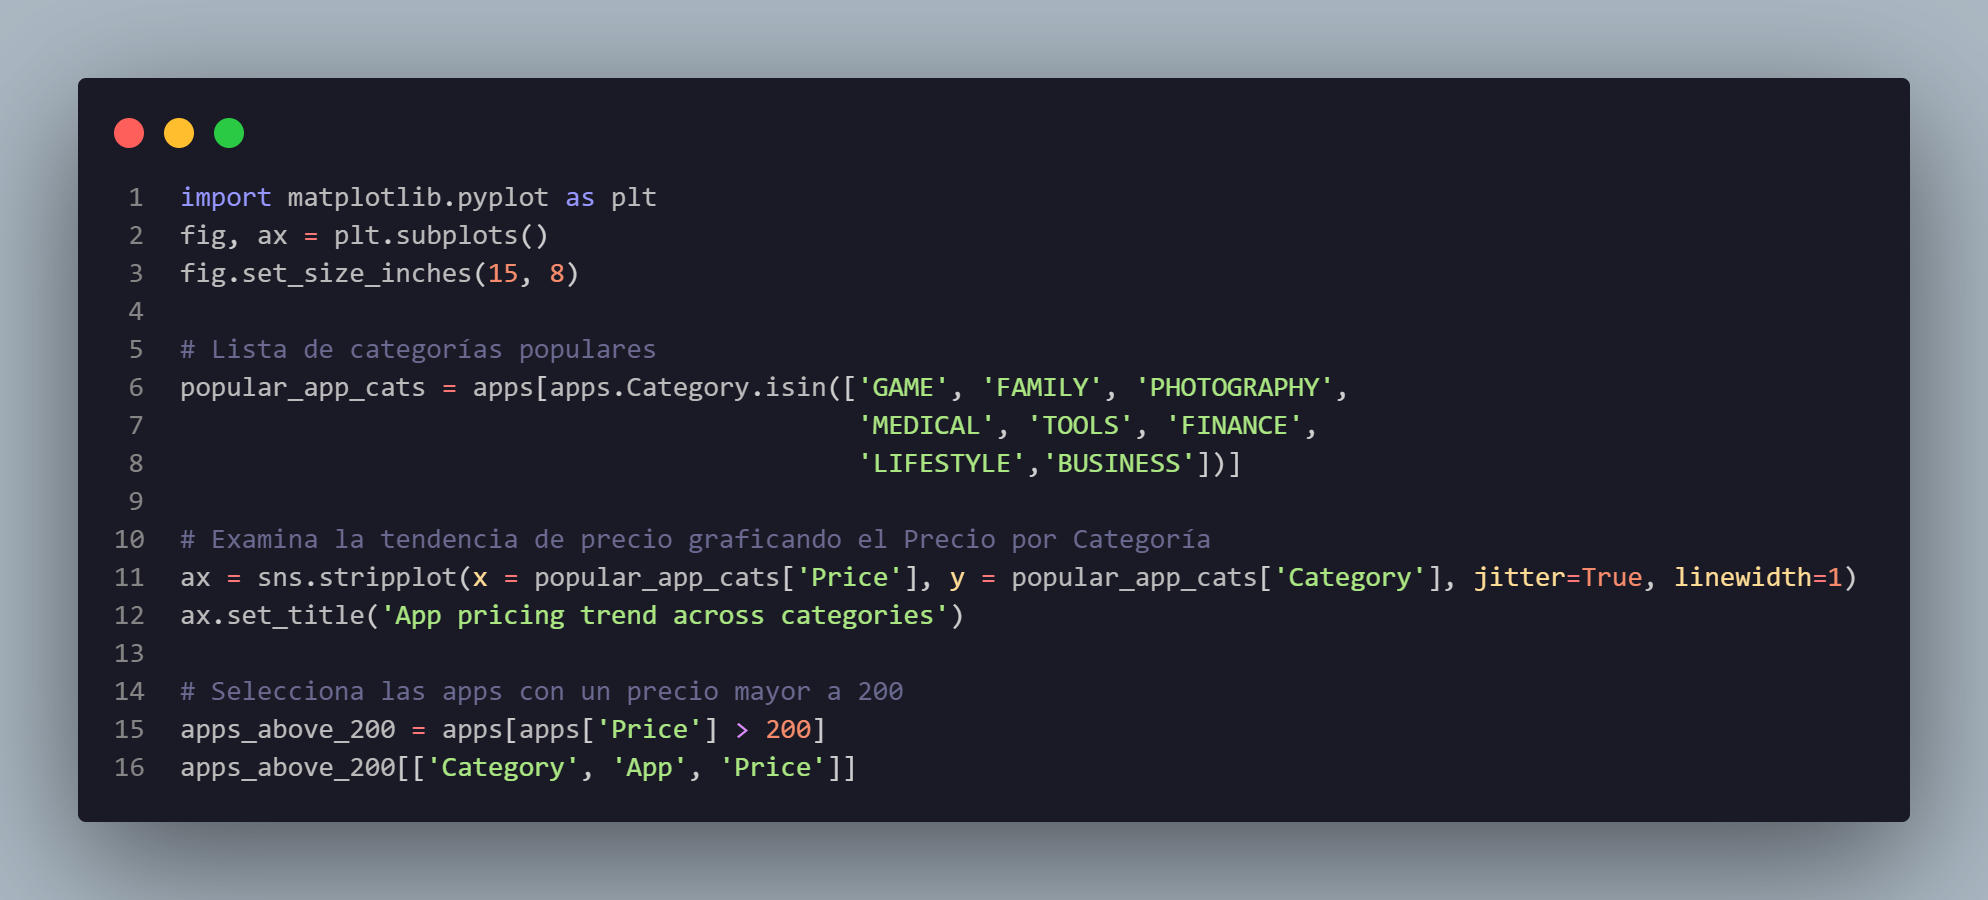 1 import matplotlib.pyplot as plt
2 fig, ax = plt.subplots()
3 fig.set_size_inches(15, 8)
4
5 # Lista de categorías populares
6 popular_app_cats = apps[apps.Category.isin(['GAME', 'FAMILY', 'PHOTOGRAPHY',
7                                             'MEDICAL', 'TOOLS', 'FINANCE',
8                                             'LIFESTYLE','BUSINESS'])]
9
10 # Examina la tendencia de precio graficando el Precio por Categoría
11 ax = sns.stripplot(x = popular_app_cats['Price'], y = popular_app_cats['Category'], jitter=True, linewidth=1)
12 ax.set_title('App pricing trend across categories')
13
14 # Selecciona las apps con un precio mayor a 200
15 apps_above_200 = apps[apps['Price'] > 200]
16 apps_above_200[['Category', 'App', 'Price']]